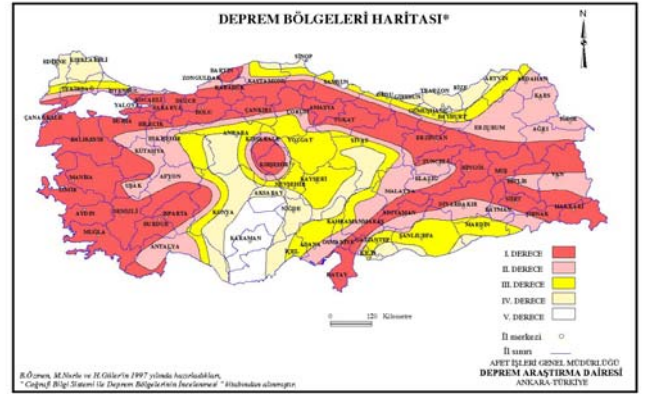 DEPREM BÖLGELERİ HARİTASI*
N
SİNOP
BARTIN
ZONGULDAK
KASTAMONU
SAMSUN
EDİRNE KIRKLARELİ
TEKİRDAĞ
İSTANBUL
KOCAELİ
YALOVA
SAKARYA
DÜZCE
BOLU
KARABÜK
ÇANKIRI
ÇORUM
AMASYA
TOKAT
ORDU
GİRESUN
TRABZON
RİZE
ARTVİN
ARDAHAN
KARS
GÜMÜŞHANE
BAYBURT
ERZURUM
AĞRI
IĞDIR
ÇANAKKALE
BURSA
BİLECİK
BALIKESİR
ESKİŞEHİR
KÜTAHYA
ANKARA
KIRIKKALE
YOZGAT
SİVAS
ERZİNCAN
TUNCELİ
BİNGÖL
MUŞ
KIRŞEHİR
MANİSA
UŞAK
AFYON
İZMİR
AKSARAY
NEVŞEHİR
KAYSERİ
MALATYA
ELAZIĞ
BİTLİS
VAN
AYDIN
DENİZLİ
ISPARTA
BURDUR
KONYA
NİĞDE
KAHRAMANMARAŞ
ADIYAMAN
DİYARBAKIR
BATMAN
SİİRT
ŞIRNAK
HAKKARİ
MUĞLA
ANTALYA
KARAMAN
İÇEL
ADANA
OSMANİYE
GAZİANTEP
KİLİS
ŞANLIURFA
MARDİN
HATAY
I. DERECE
II. DERECE
III. DERECE
IV. DERECE
V. DERECE
0 120 Kilometre
İl merkezi
İl sınırı
AFET İŞLERİ GENEL MÜDÜRLÜĞÜ
DEPREM ARAŞTIRMA DAİRESİ
ANKARA-TÜRKİYE
B.Özmen, M.Nurlu ve H.Güler'in 1997 yılında hazırladıkları,
" Coğrafi Bilgi Sistemi ile Deprem Bölgelerinin İncelenmesi " kitabından alınmıştır.